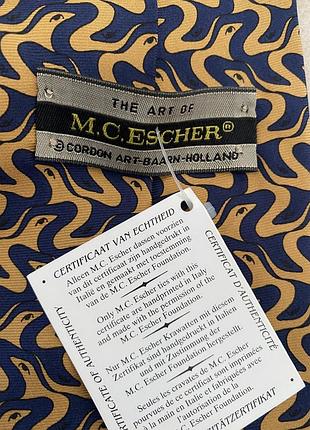 THE ART OF
M.C. ESCHER®
© CORDON ART-BAARN-HOLLAND
CERTIFICAAT VAN ECHTHEID
Alleen M.C. Escher dassen voorzien
van dit certificaat zijn handgedrukt in
Italië en gemaakt met toestemming
van de M.C. Escher Foundation.
Only M.C. Escher ties with this
certificate are handprinted in Italy
and made with the permission of the
M.C. Escher Foundation.
Nur M.C. Escher Krawatten mit diesem
Zertifikat sind handgedruckt in Italien
und mit Zustimmung der
M.C. Escher Foundation hergestellt.
Seules les cravates de M.C. Escher
pourvues de ce certificat sont imprimées
à la main en Italie et fabriquées avec
l'autorisation de la
M.C. Escher Foundation.
CERTIFICATE OF AUTHENTICITY
CERTIFICAT D'AUTHENTICITÉ